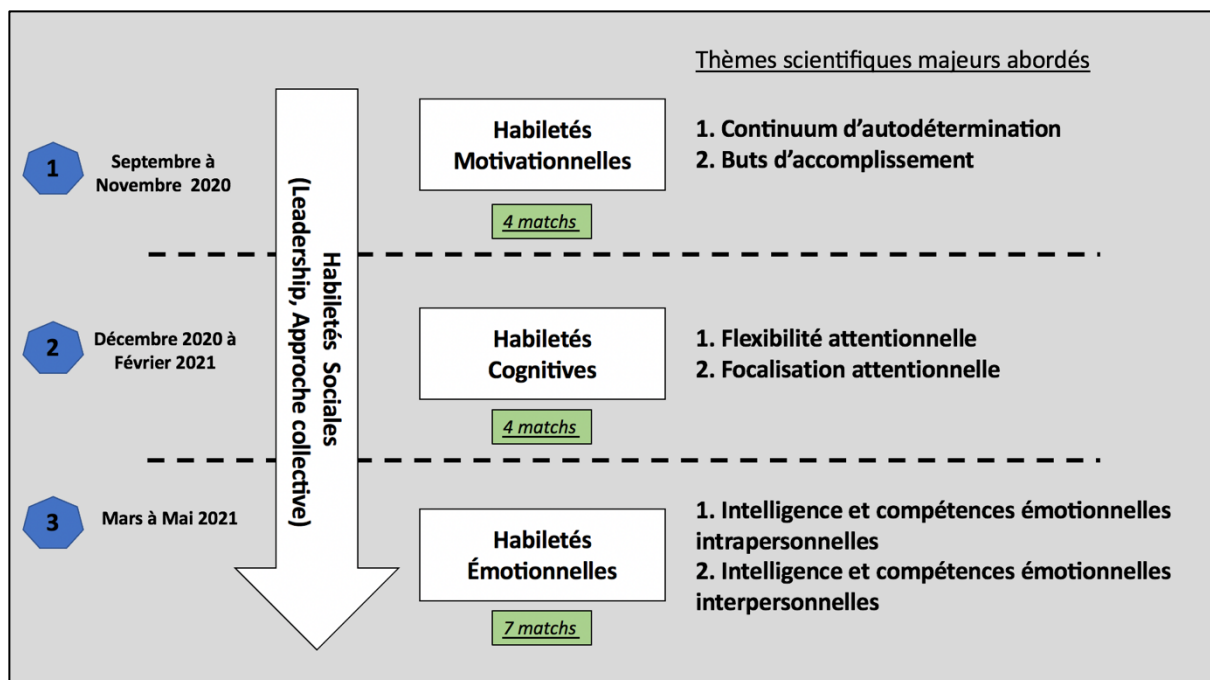 Thèmes scientifiques majeurs abordés
1
Septembre à
Novembre 2020
Habiletés
Motivationnelles
4 matchs
1. Continuum d'autodétermination
2. Buts d'accomplissement
Habiletés Sociales
(Leadership, Approche collective)
2
Décembre 2020 à
Février 2021
Habiletés
Cognitives
4 matchs
1. Flexibilité attentionnelle
2. Focalisation attentionnelle
3
Mars à Mai 2021
Habiletés
Émotionnelles
7 matchs
1. Intelligence et compétences émotionnelles
intrapersonnelles
2. Intelligence et compétences émotionnelles
interpersonnelles